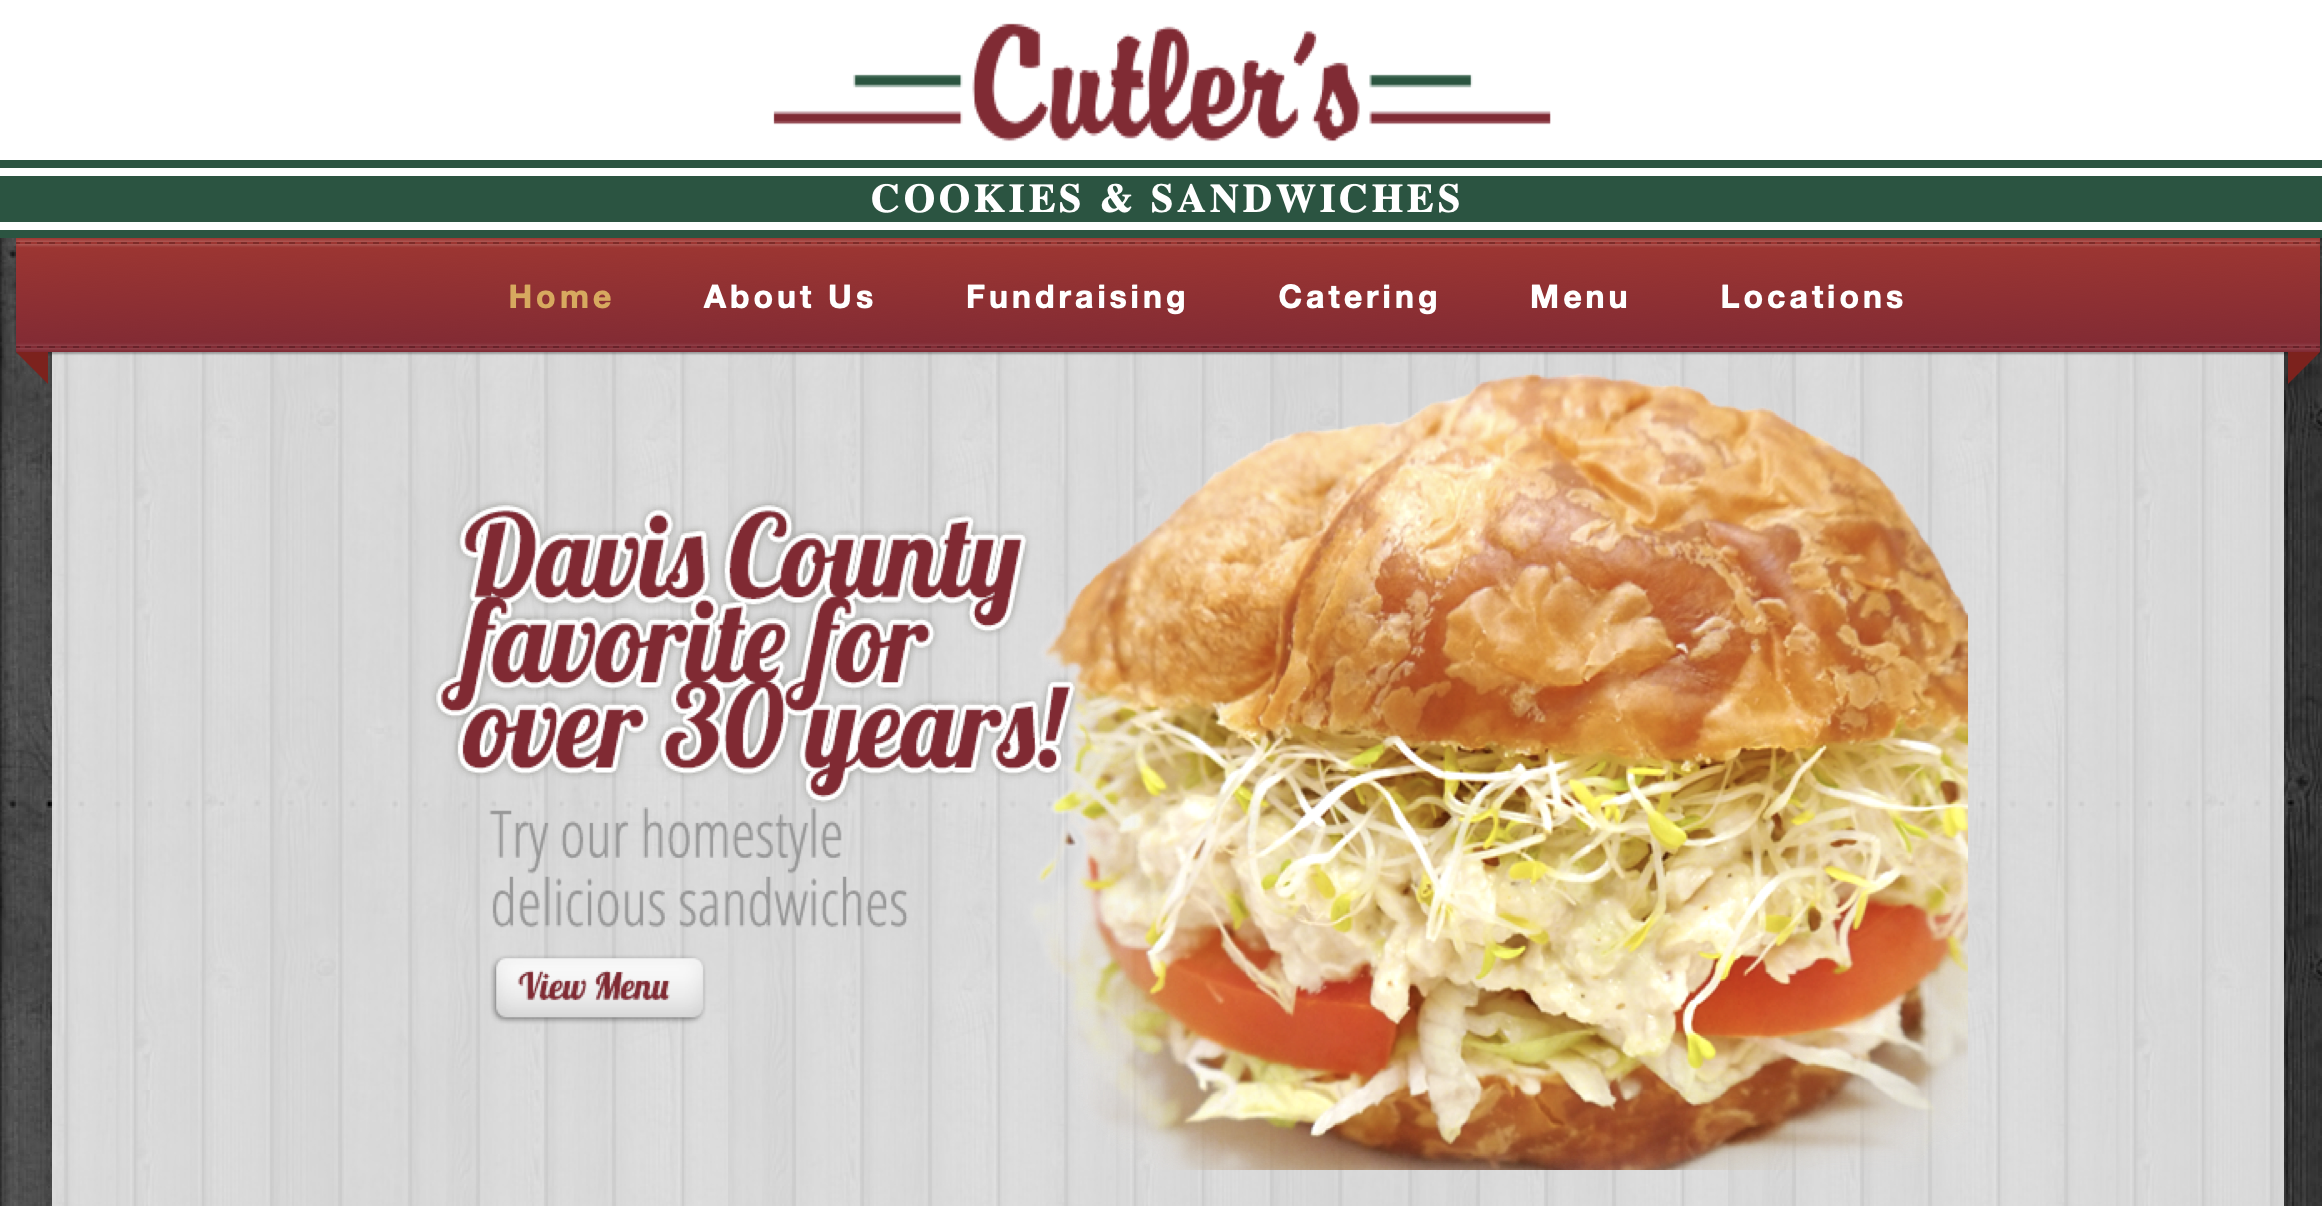 Cutler's
COOKIES & SANDWICHES
Home About Us Fundraising Catering Menu Locations
Davis County
favorite for
over 30 years!
Try our homestyle
delicious sandwiches
View Menu